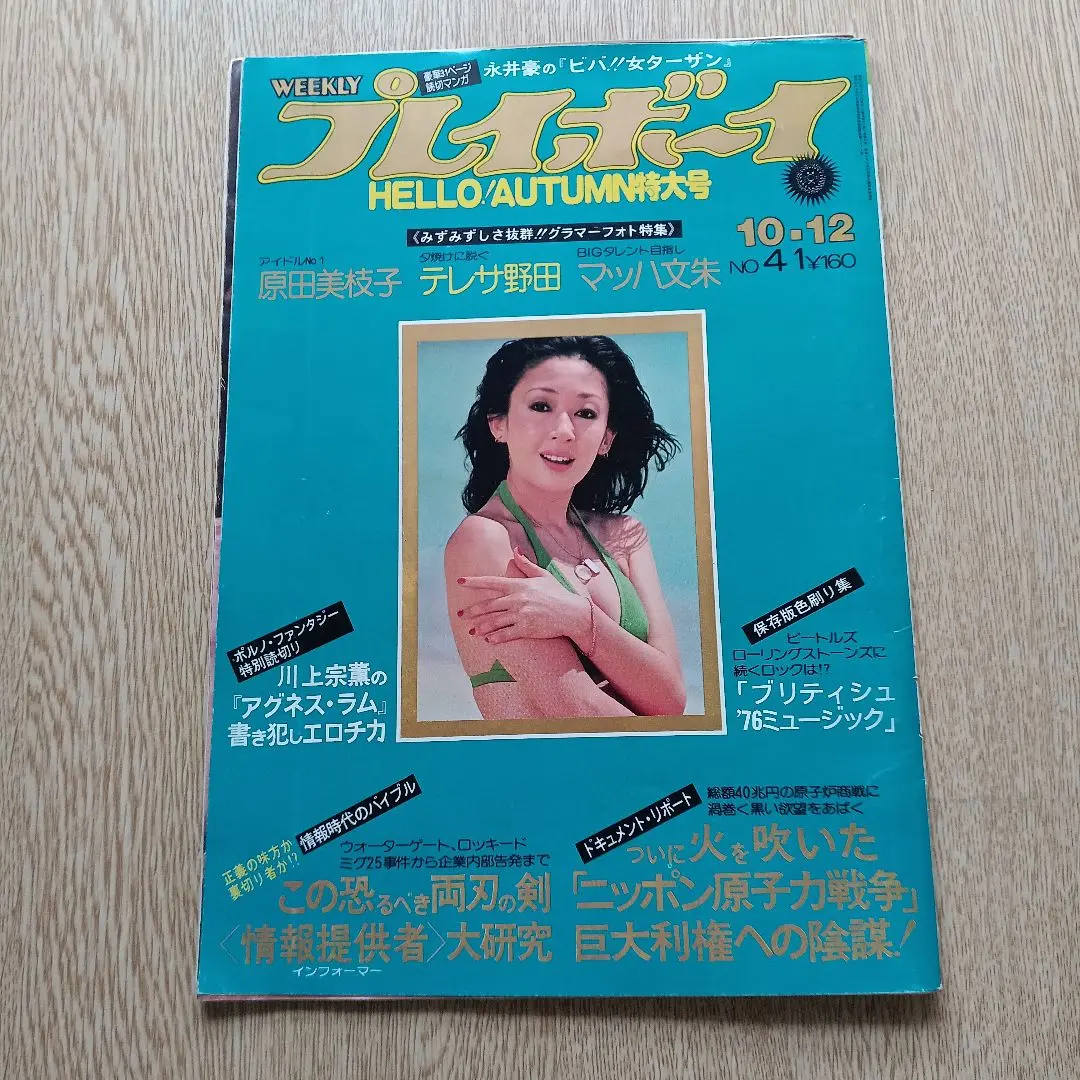 豪華31ページ
読切マンガ
永井豪の『ビバ!!女ターザン』
WEEKLY
プレイボーイ
HELLO!AUTUMN特大号
《みずみずしさ抜群!!グラマーフォト特集》
10・12
NO 41 ¥160
アイドルNo1
原田美枝子
夕焼けに脱ぐ
テレサ野田
BIGタレント目指し
マッハ文朱
ポルノ・ファンタジー
特別読切り
川上宗薫の
『アグネス・ラム』
書き犯しエロチカ
保存版色刷り集
ビートルズ
ローリングストーンズに
続くロックは!?
「ブリティシュ
'76ミュージック」
正義の味方か
裏切り者か!?
情報時代のバイブル
ウォーターゲート、ロッキード
ミグ25事件から企業内部告発まで
この恐るべき両刃の剣
〈情報提供者〉大研究
インフォーマー
ドキュメント・リポート
総額40兆円の原子炉商戦に
渦巻く黒い欲望をあばく
ついに火を吹いた
「ニッポン原子力戦争」
巨大利権への陰謀!